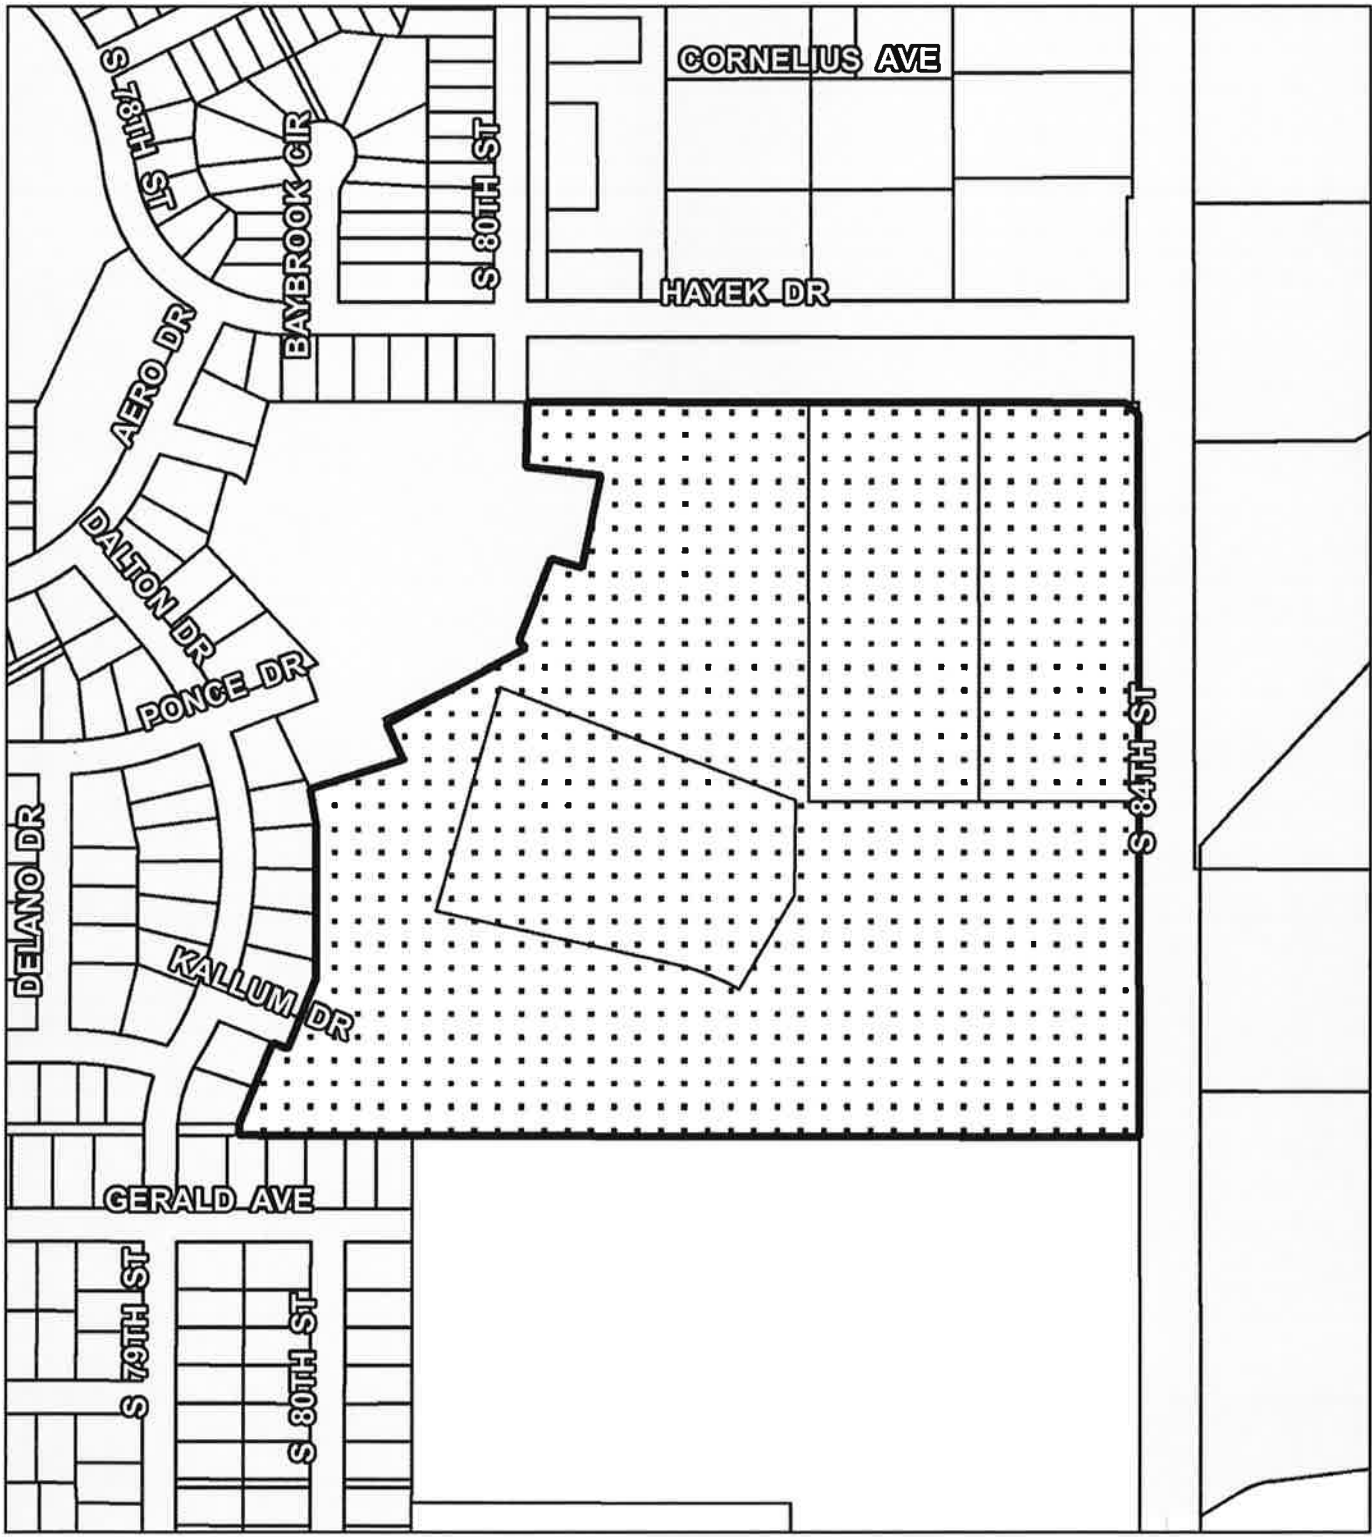 CORNELIUS AVE
S 78TH ST
BAYBROOK CIR
S 80TH ST
HAYEK DR
AERO DR
DALTON DR
PONCE DR
S 84TH ST
DELANO DR
KALLUM DR
GERALD AVE
S 79TH ST
S 80TH ST